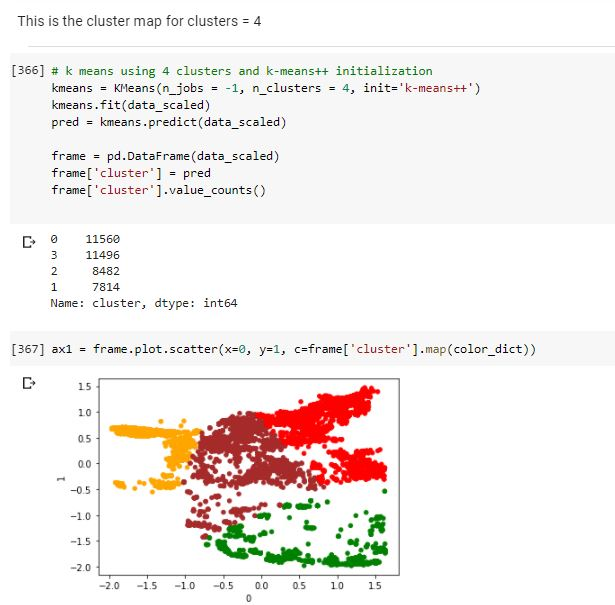 This is the cluster map for clusters = 4
[366] # k means using 4 clusters and k-means++ initialization
kmeans = KMeans(n_jobs = -1, n_clusters = 4, init='k-means++')
kmeans.fit(data_scaled)
pred = kmeans.predict(data_scaled)
frame = pd.DataFrame(data_scaled)
frame['cluster'] = pred
frame['cluster'].value_counts()
0 11560
3 11496
2 8482
1 7814
Name: cluster, dtype: int64
[367] ax1 = frame.plot.scatter(x=0, y=1, c=frame['cluster'].map(color_dict))
1.5
1.0
0.5
0.0
−0.5
−1.0
−1.5
−2.0
1
−2.0 −1.5 −1.0 −0.5 0.0 0.5 1.0 1.5
0